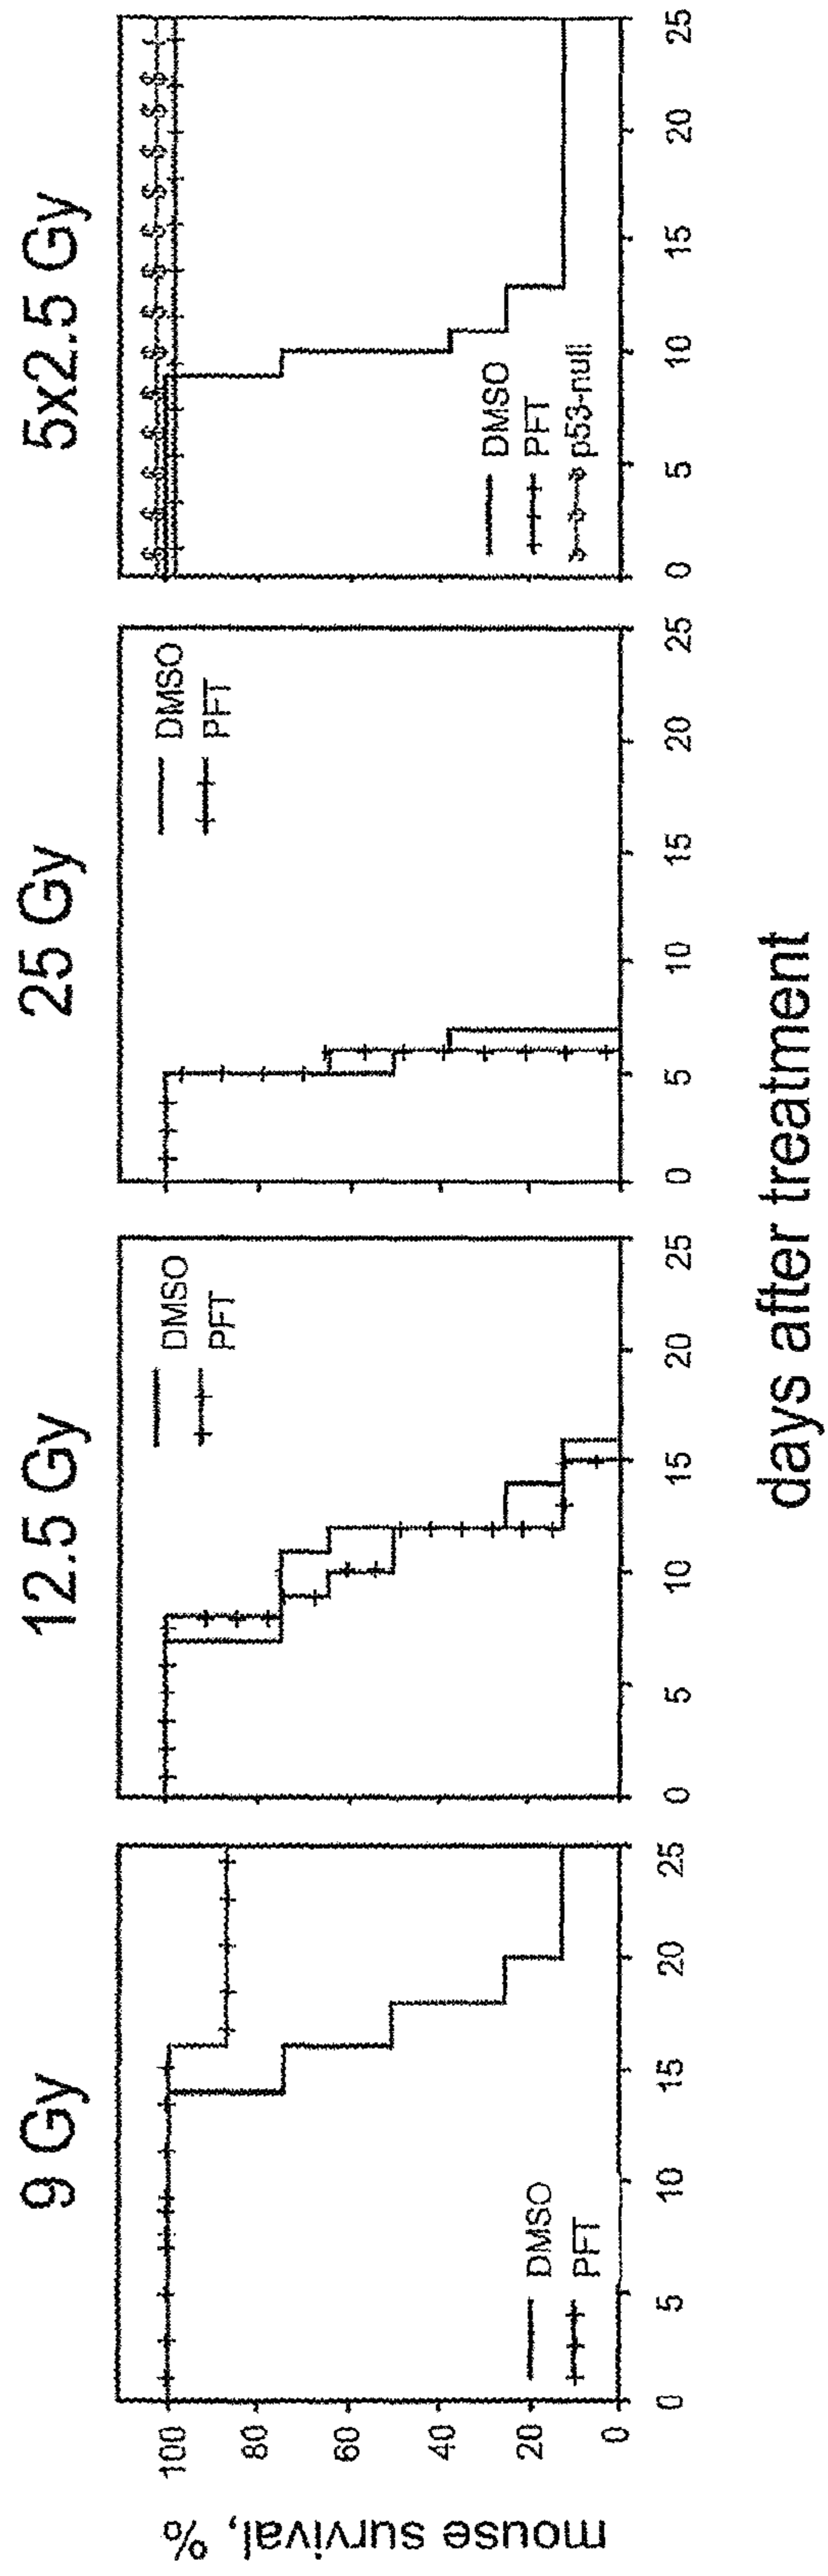 9 Gy
12.5 Gy
25 Gy
5x2.5 Gy
mouse survival, %
100
80
60
40
20
0
DMSO
PFT
0 5 10 15 20 25
DMSO
PFT
0 5 10 15 20 25
DMSO
PFT
0 5 10 15 20 25
DMSO
PFT
p53-null
0 5 10 15 20 25
days after treatment